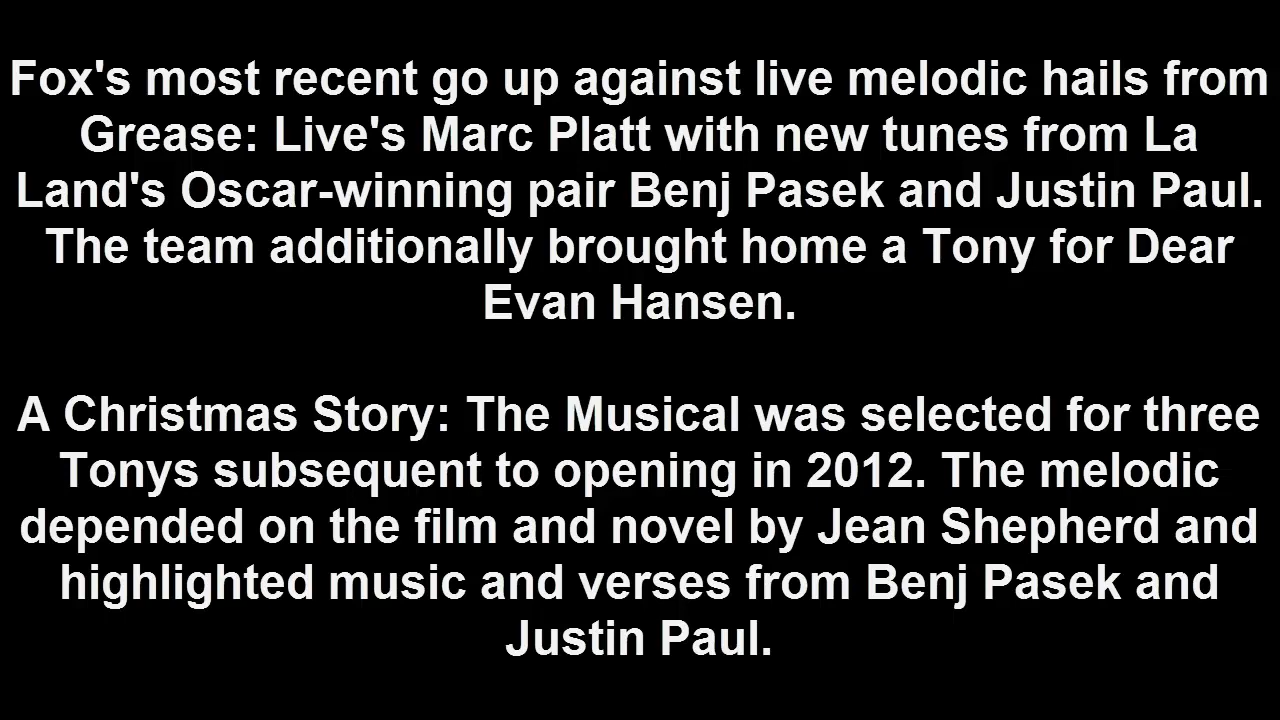 Fox's most recent go up against live melodic hails from
Grease: Live's Marc Platt with new tunes from La
Land's Oscar-winning pair Benj Pasek and Justin Paul.
The team additionally brought home a Tony for Dear
Evan Hansen.
A Christmas Story: The Musical was selected for three
Tonys subsequent to opening in 2012. The melodic
depended on the film and novel by Jean Shepherd and
highlighted music and verses from Benj Pasek and
Justin Paul.